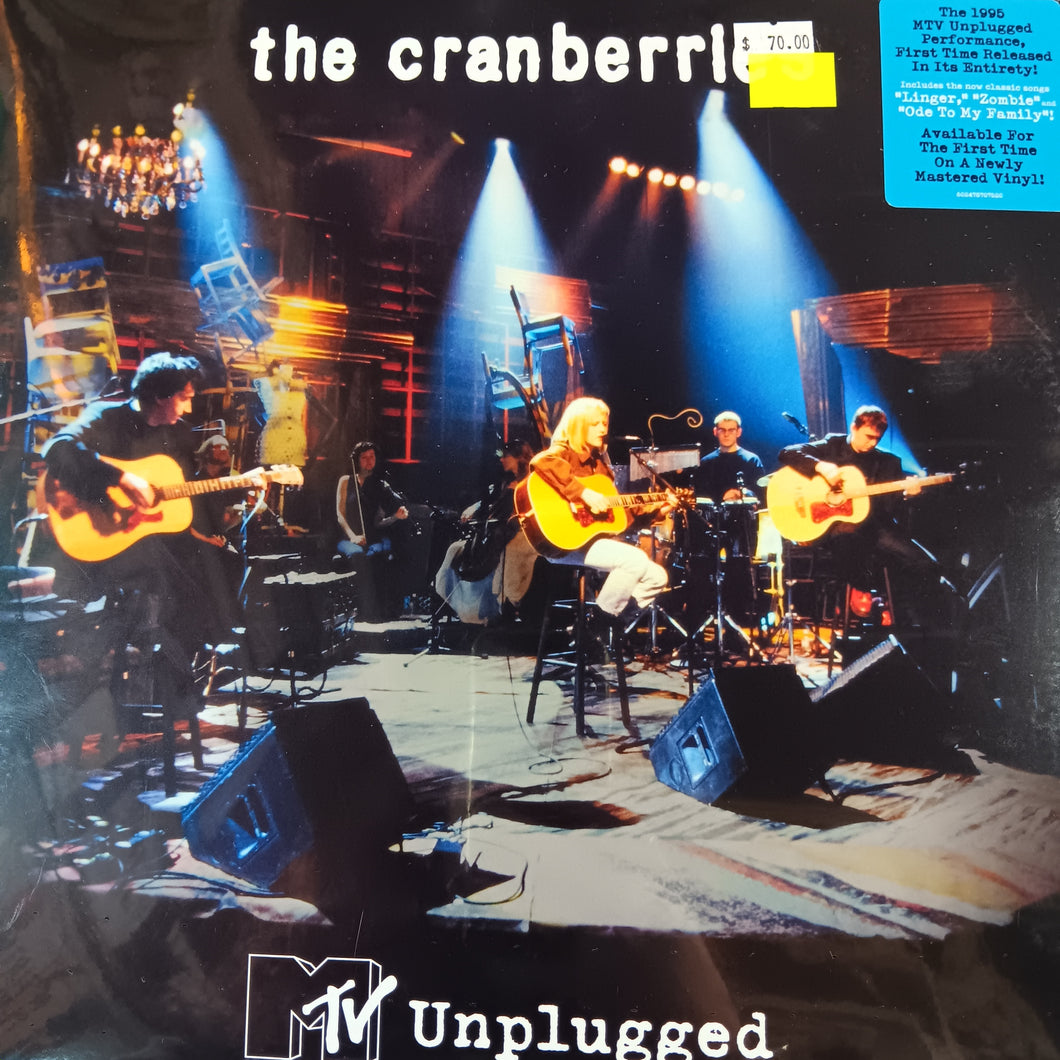 the cranberries
$ 70.00
The 1995
MTV Unplugged
Performance,
First Time Released
In Its Entirety!
Includes the now classic songs
"Linger," "Zombie" and
"Ode To My Family"!
Available For
The First Time
On A Newly
Mastered Vinyl!
MTV Unplugged